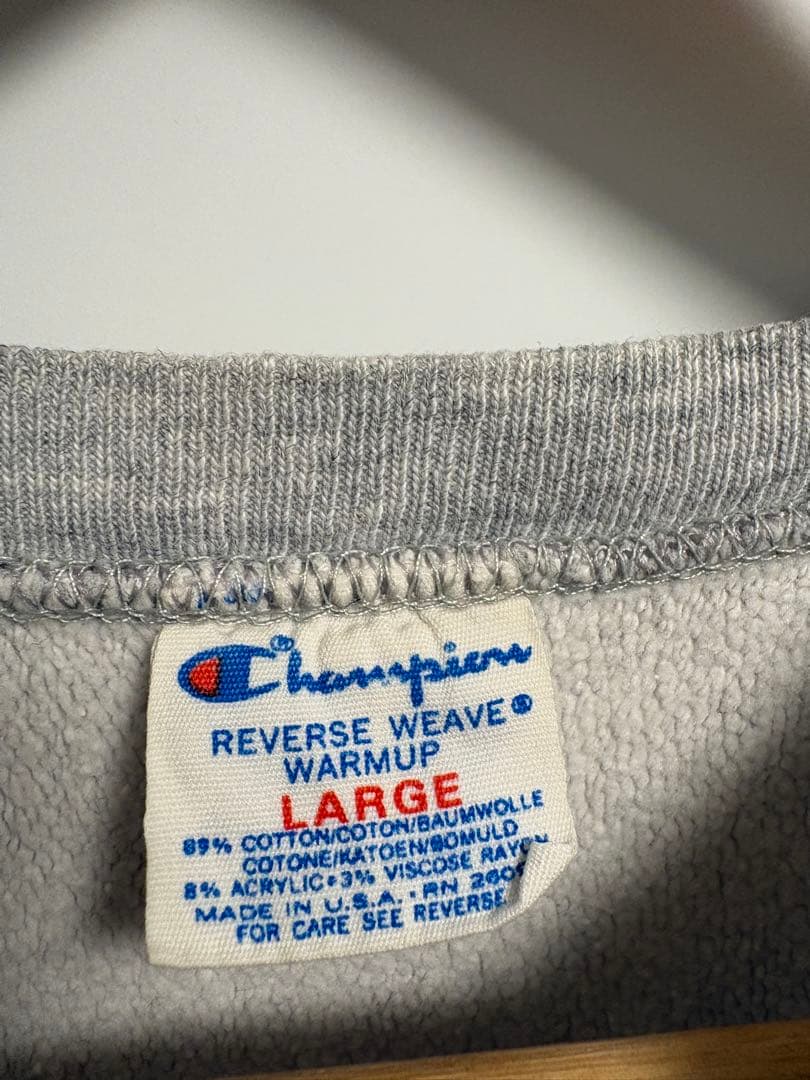 Champion
REVERSE WEAVE®
WARMUP
LARGE
89% COTTON/COTON/BAUMWOLLE
COTONE/KATOEN/BOMULD
8% ACRYLIC•3% VISCOSE
MADE IN U.S.A. • RN
FOR CARE SEE REVERSE